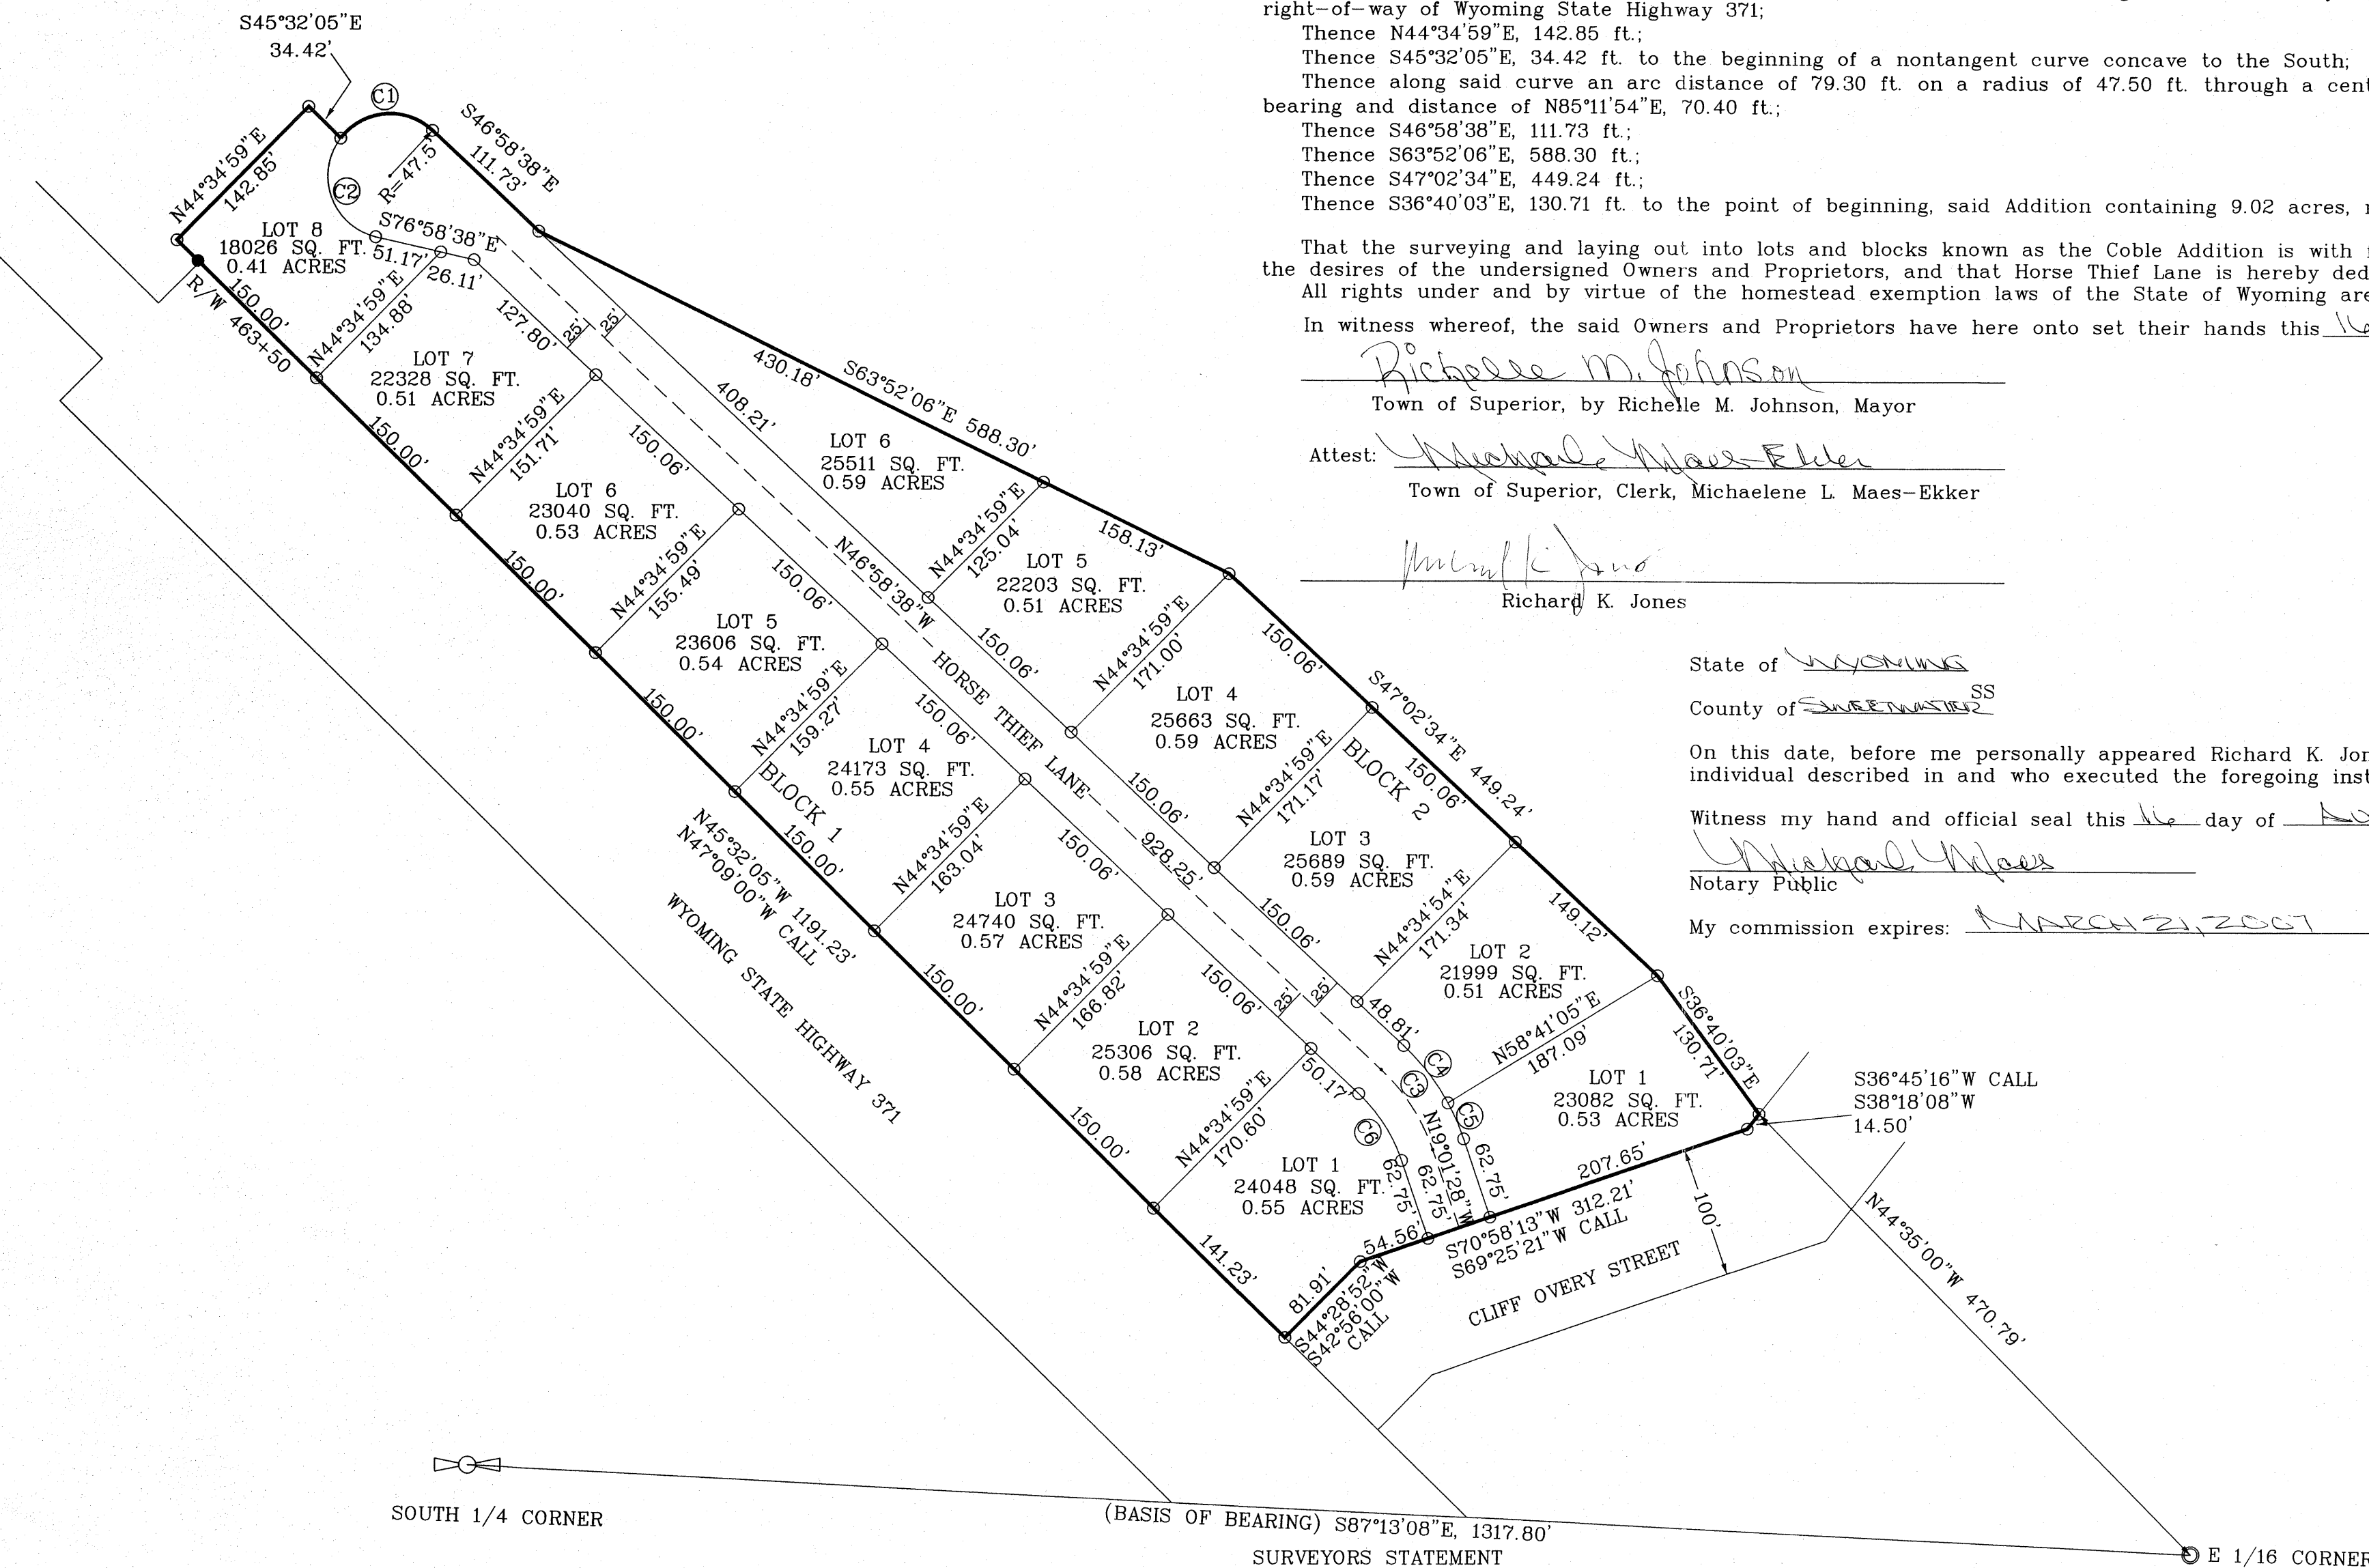 right-of-way of Wyoming State Highway 371;
Thence N44°34'59"E, 142.85 ft.;
Thence S45°32'05"E, 34.42 ft. to the beginning of a nontangent curve concave to the South;
Thence along said curve an arc distance of 79.30 ft. on a radius of 47.50 ft. through a
bearing and distance of N85°11'54"E, 70.40 ft.;
Thence S46°58'38"E, 111.73 ft.;
Thence S63°52'06"E, 588.30 ft.;
Thence S47°02'34"E, 449.24 ft.;
Thence S36°40'03"E, 130.71 ft. to the point of beginning, said Addition containing 9.02 acres,
That the surveying and laying out into lots and blocks known as the Coble Addition is with
the desires of the undersigned Owners and Proprietors, and that Horse Thief Lane is hereby
All rights under and by virtue of the homestead exemption laws of the State of Wyoming are
In witness whereof, the said Owners and Proprietors have here onto set their hands this 16
Richelle M. Johnson
Town of Superior, by Richelle M. Johnson, Mayor
Attest:
Town of Superior, Clerk, Michaelene L. Maes-Ekker
Richard K. Jones
State of WYOMING
SS
County of SWEETWATER
On this date, before me personally appeared Richard K.
individual described in and who executed the foregoing
Witness my hand and official seal this 16 day of
Notary Public
My commission expires: MARCH 21, 2007
S45°32'05"E
34.42'
C1
S46°58'38"E
111.73'
N44°34'59"E
142.85'
C2
R=47.5'
LOT 8
18026 SQ. FT.
0.41 ACRES
S76°58'38"E
51.17'
26.11'
150.00'
R/W 463+50
N44°34'59"E
134.88'
127.80'
25'
25'
LOT 7
22328 SQ. FT.
0.51 ACRES
150.00'
N44°34'59"E
151.71'
150.06'
LOT 6
23040 SQ. FT.
0.53 ACRES
150.00'
N44°34'59"E
155.49'
150.06'
LOT 5
23606 SQ. FT.
0.54 ACRES
150.00'
N44°34'59"E
159.27'
150.06'
LOT 4
24173 SQ. FT.
0.55 ACRES
BLOCK 1
150.00'
N44°34'59"E
163.04'
150.06'
LOT 3
24740 SQ. FT.
0.57 ACRES
150.00'
N44°34'59"E
166.82'
150.06'
25'
25'
LOT 2
25306 SQ. FT.
0.58 ACRES
150.00'
N44°34'59"E
170.60'
50.17'
C6
LOT 1
24048 SQ. FT.
0.55 ACRES
62.75'
141.23'
54.56'
81.91'
S44°28'52"W
S42°56'00"W
CALL
N45°32'05"W 1191.23'
N47°09'00"W CALL
WYOMING STATE HIGHWAY 371
430.18'
S63°52'06"E 588.30'
408.21'
LOT 6
25511 SQ. FT.
0.59 ACRES
N44°34'59"E
125.04'
158.13'
LOT 5
22203 SQ. FT.
0.51 ACRES
150.06'
N44°34'59"E
171.00'
150.06'
LOT 4
25663 SQ. FT.
0.59 ACRES
150.06'
N44°34'59"E
171.17'
S47°02'34"E 449.24'
BLOCK 2
150.06'
LOT 3
25689 SQ. FT.
0.59 ACRES
150.06'
N44°34'54"E
171.34'
149.12'
LOT 2
21999 SQ. FT.
0.51 ACRES
48.81'
C4
N58°41'05"E
187.09'
C5
LOT 1
23082 SQ. FT.
0.53 ACRES
S36°40'03"E
130.71'
62.75'
207.65'
N46°58'38"W
HORSE THIEF LANE
928.25'
C3
N19°01'28"W
62.75'
S36°45'16"W CALL
S38°18'08"W
14.50'
S70°58'13"W 312.21'
S69°25'21"W CALL
100'
CLIFF OVERY STREET
N44°35'00"W 470.79'
SOUTH 1/4 CORNER
(BASIS OF BEARING) S87°13'08"E, 1317.80'
E 1/16 CORNER
SURVEYORS STATEMENT